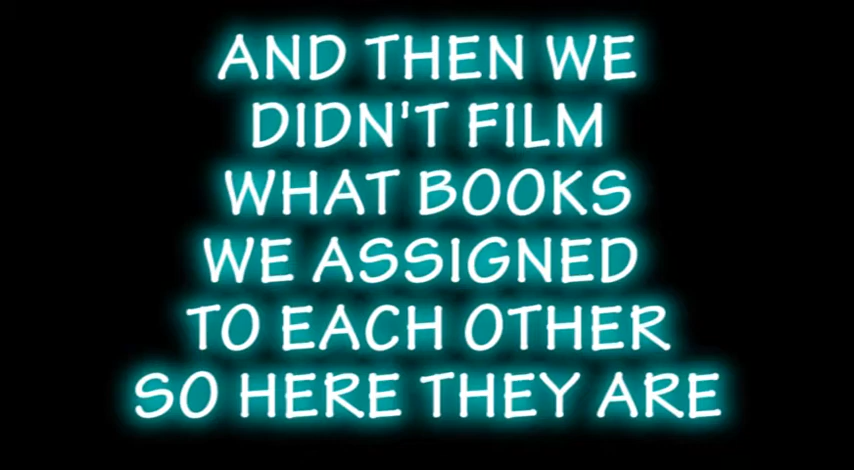 AND THEN WE
DIDN'T FILM
WHAT BOOKS
WE ASSIGNED
TO EACH OTHER
SO HERE THEY ARE